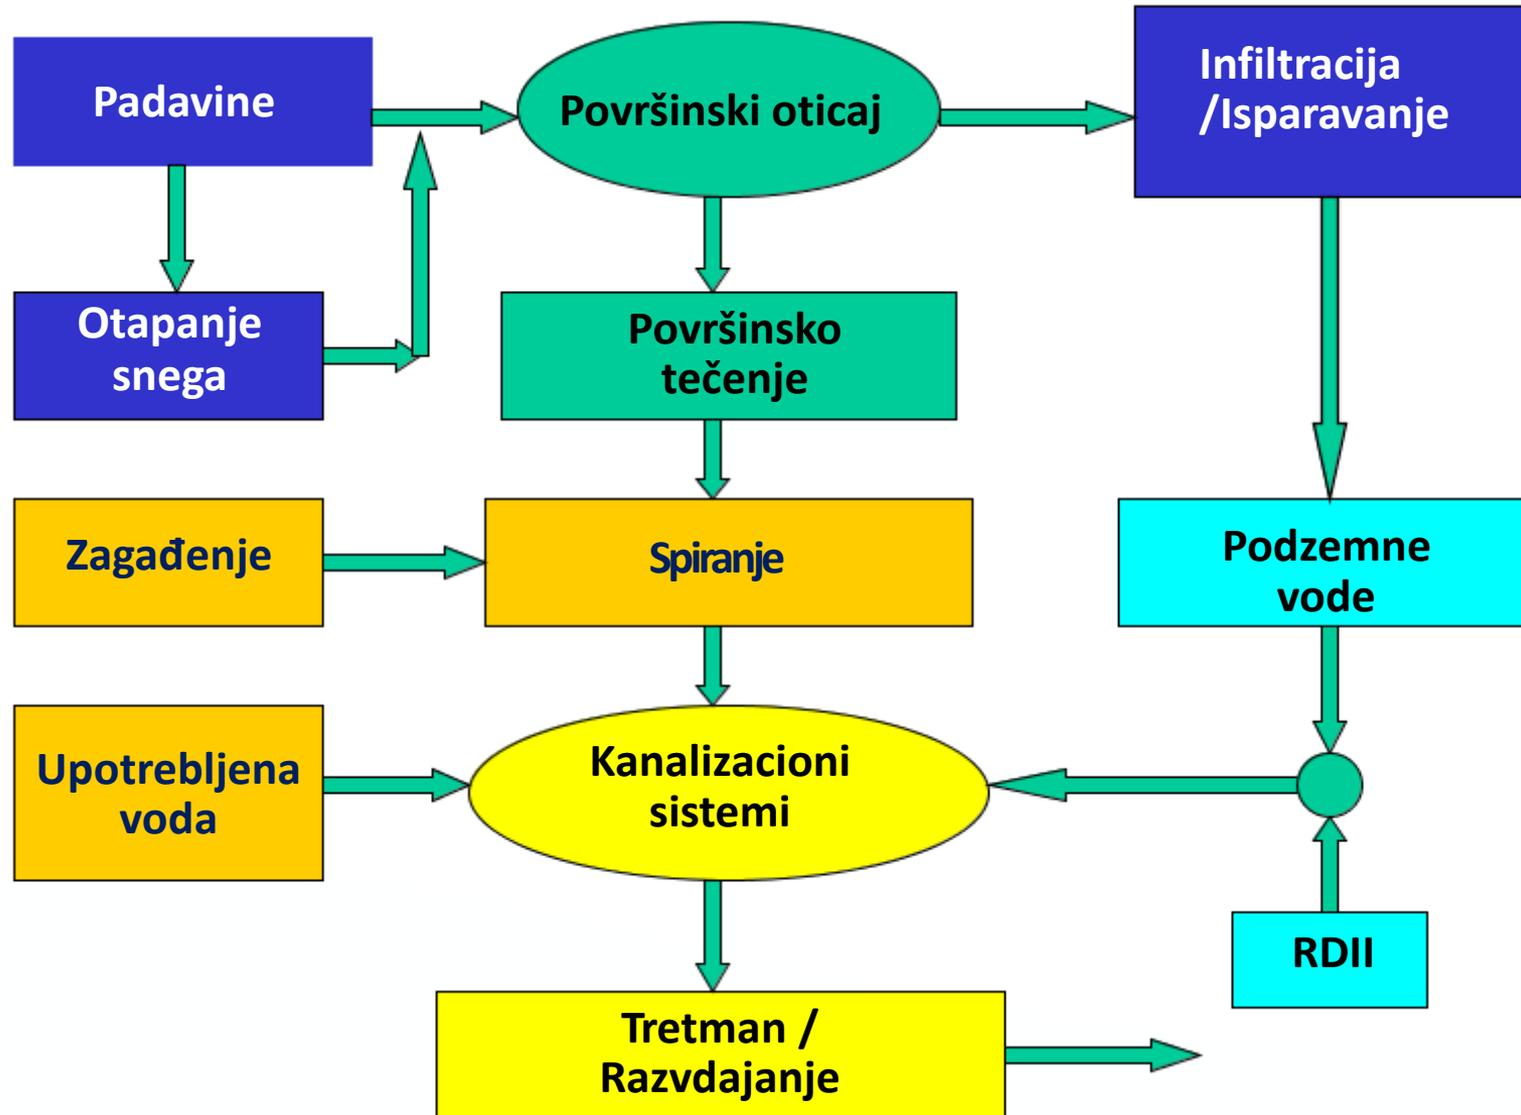 Padavine
Površinski oticaj
Infiltracija
/Isparavanje
Otapanje
snega
Površinsko
tečenje
Zagađenje
Spiranje
Podzemne
vode
Upotrebljena
voda
Kanalizacioni
sistemi
RDII
Tretman /
Razvdajanje